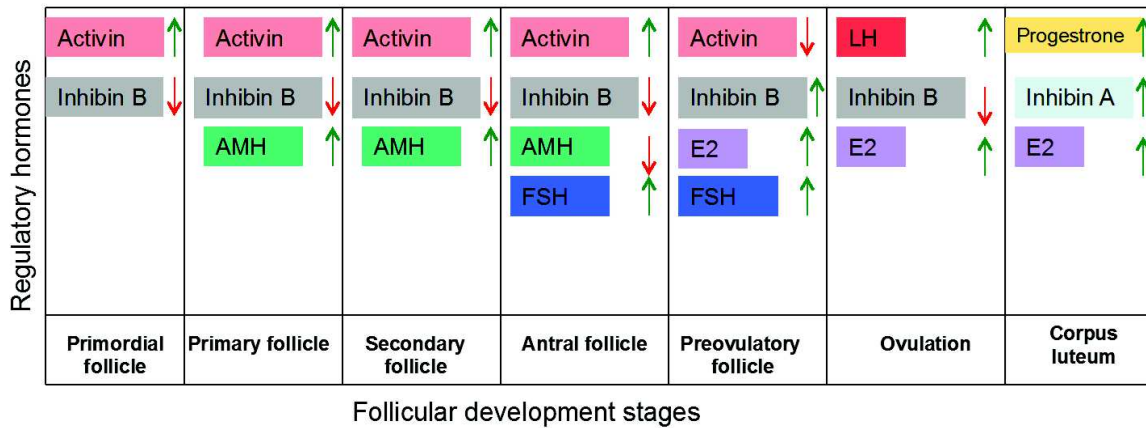 Activin Activin Activin Activin Activin LH Progestrone
Inhibin B Inhibin B Inhibin B Inhibin B Inhibin B Inhibin B Inhibin A
AMH AMH AMH E2 E2 E2
FSH FSH
Regulatory hormones
Primordial
follicle
Primary follicle
Secondary
follicle
Antral follicle
Preovulatory
follicle
Ovulation
Corpus
luteum
Follicular development stages